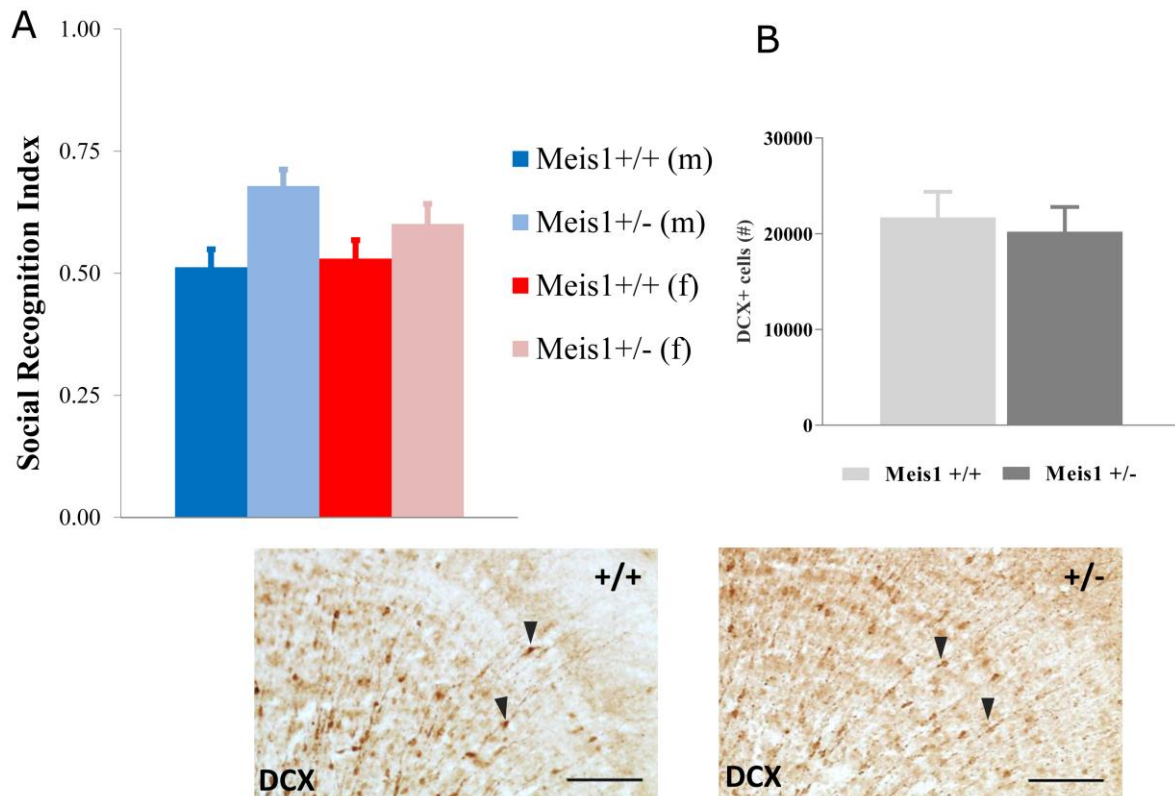 A
1.00
0.75
0.50
0.25
0.00
Social Recognition Index
Meis1+/+ (m)
Meis1+/- (m)
Meis1+/+ (f)
Meis1+/- (f)
B
30000
20000
10000
0
DCX+ cells (#)
Meis1 +/+ Meis1 +/-
+/+
DCX
+/-
DCX